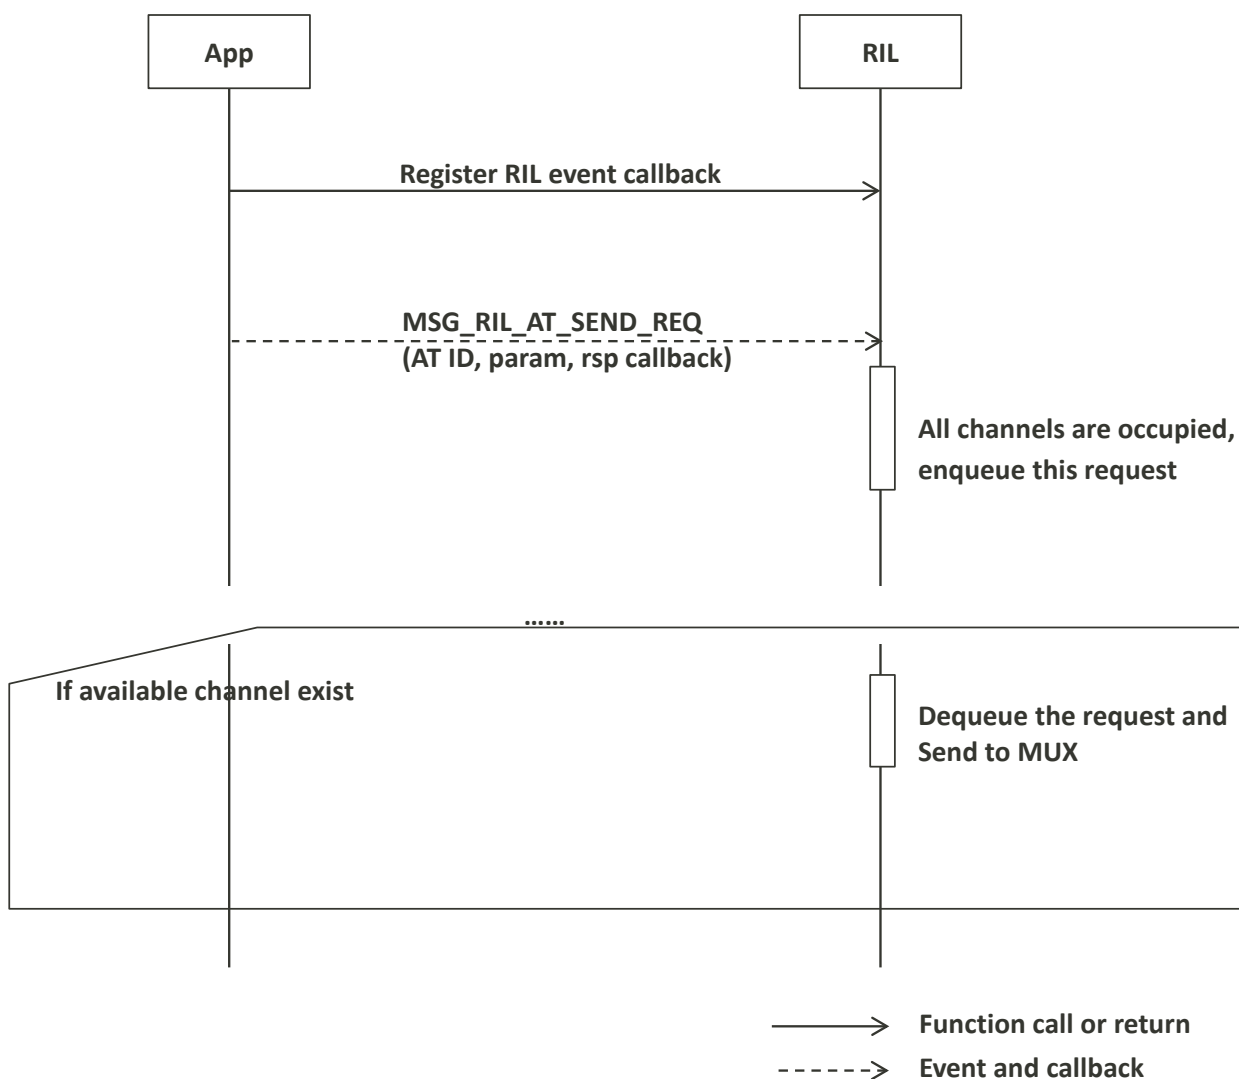 App
RIL
Register RIL event callback
MSG_RIL_AT_SEND_REQ
(AT ID, param, rsp callback)
All channels are occupied,
enqueue this request
......
If available channel exist
Dequeue the request and
Send to MUX
Function call or return
Event and callback